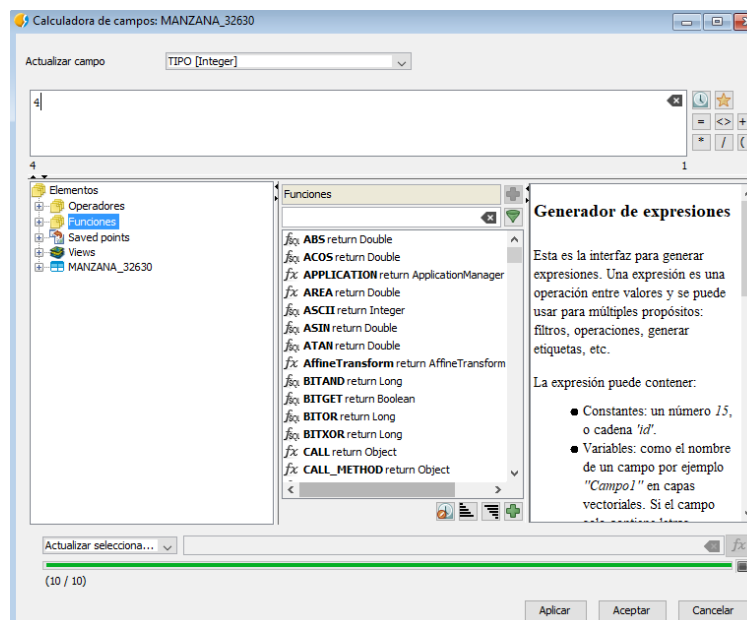 Calculadora de campos: MANZANA_32630
Actualizar campo
TIPO [Integer]
4
= <> +
* / (
4
1
Elementos
Operadores
Funciones
Saved points
Views
MANZANA_32630
Funciones
ABS return Double
ACOS return Double
APPLICATION return ApplicationManager
AREA return Double
ASCII return Integer
ASIN return Double
ATAN return Double
AffineTransform return AffineTransform
BITAND return Long
BITGET return Boolean
BITOR return Long
BITXOR return Long
CALL return Object
CALL_METHOD return Object
Generador de expresiones
Esta es la interfaz para generar
expresiones. Una expresión es una
operación entre valores y se puede
usar para múltiples propósitos:
filtros, operaciones, generar
etiquetas, etc.
La expresión puede contener:
Constantes: un número 15,
o cadena 'id'.
Variables: como el nombre
de un campo por ejemplo
"Campo1" en capas
vectoriales. Si el campo
Actualizar selecciona...
fx
(10 / 10)
Aplicar
Aceptar
Cancelar